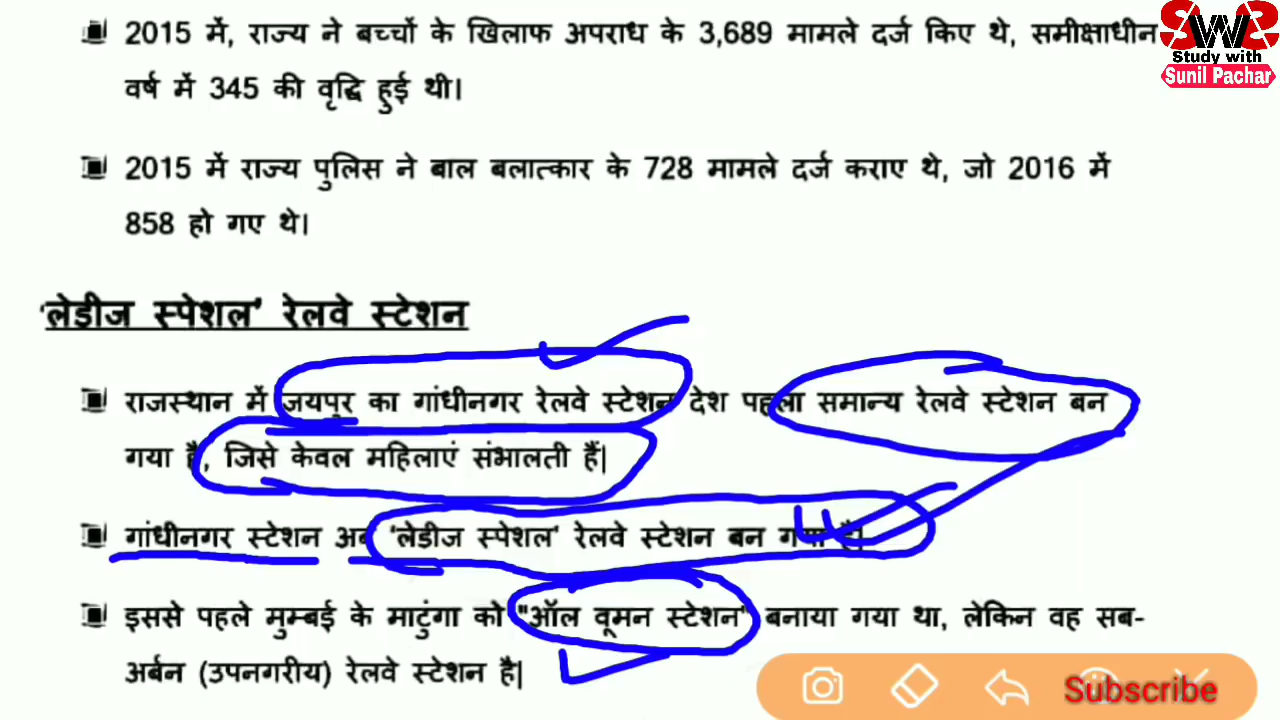 SWS
Study with
Sunil Pachar
2015 में, राज्य ने बच्चों के खिलाफ अपराध के 3,689 मामले दर्ज किए थे, समीक्षाधीन
वर्ष में 345 की वृद्धि हुई थी।
2015 में राज्य पुलिस ने बाल बलात्कार के 728 मामले दर्ज कराए थे, जो 2016 में
858 हो गए थे।
'लेडीज स्पेशल' रेलवे स्टेशन
राजस्थान में जयपुर का गांधीनगर रेलवे स्टेशन देश पहला समान्य रेलवे स्टेशन बन
गया है, जिसे केवल महिलाएं संभालती हैं|
गांधीनगर स्टेशन अब 'लेडीज स्पेशल' रेलवे स्टेशन बन गया है|
इससे पहले मुम्बई के माटुंगा को "ऑल वूमन स्टेशन" बनाया गया था, लेकिन वह सब-
अर्बन (उपनगरीय) रेलवे स्टेशन है|
Subscribe